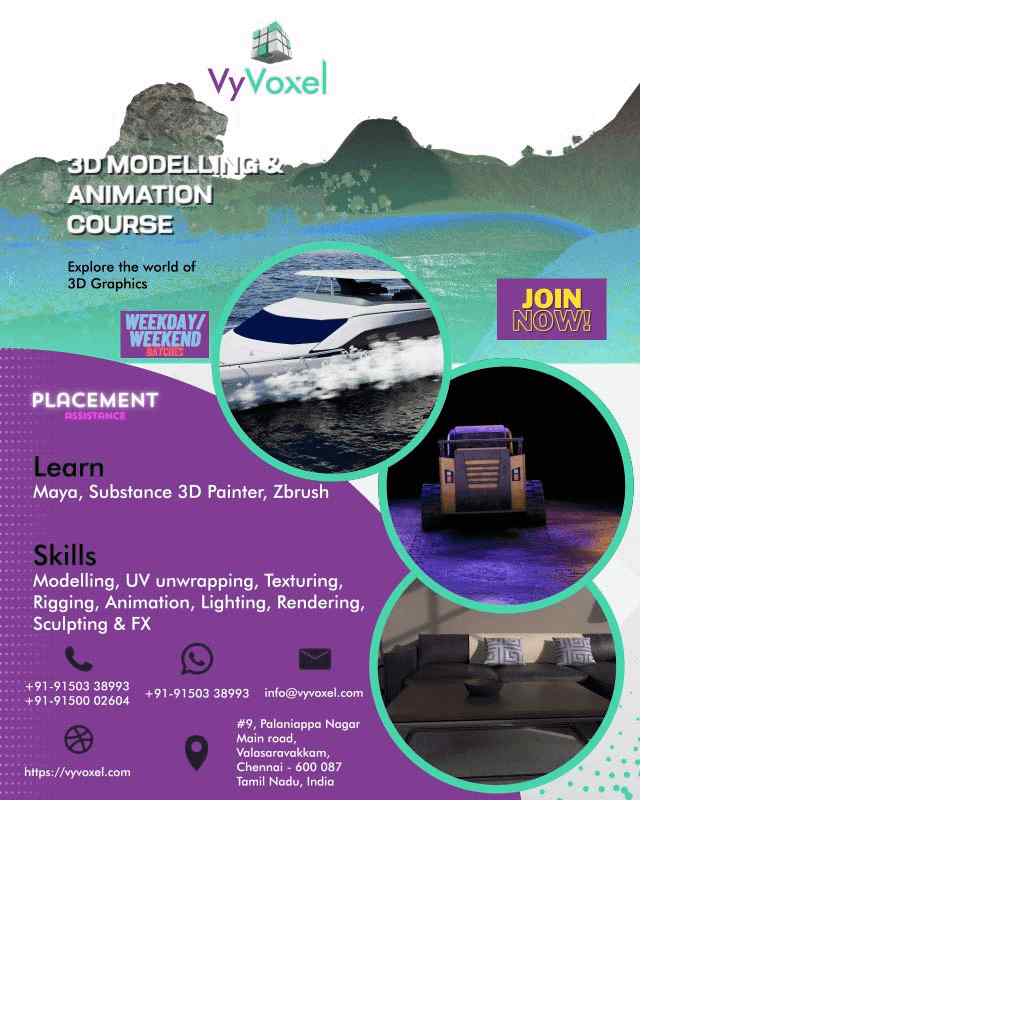 VyVoxel
3D MODELLING &
ANIMATION
COURSE
Explore the world of
3D Graphics
WEEKDAY/
WEEKEND
BATCHES
JOIN
NOW!
PLACEMENT
ASSISTANCE
Learn
Maya, Substance 3D Painter, Zbrush
Skills
Modelling, UV unwrapping, Texturing,
Rigging, Animation, Lighting, Rendering,
Sculpting & FX
+91-91503 38993
+91-91500 02604
+91-91503 38993
info@vyvoxel.com
https://vyvoxel.com
#9, Palaniappa Nagar
Main road,
Valasaravakkam,
Chennai - 600 087
Tamil Nadu, India